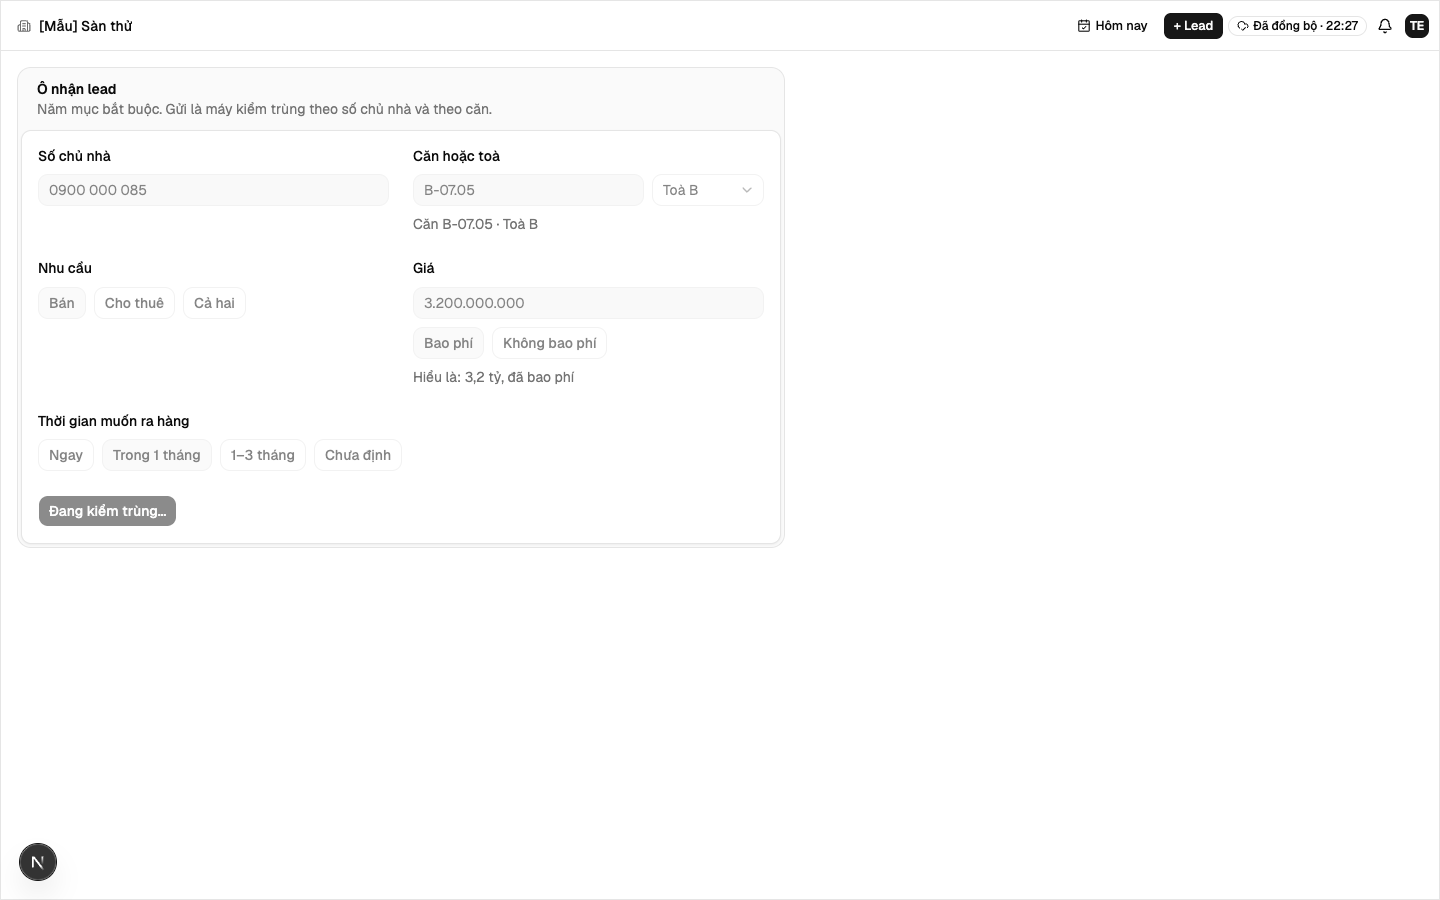 [Mẫu] Sàn thử
Hôm nay
+ Lead
Đã đồng bộ · 22:27
TE
Ô nhận lead
Năm mục bắt buộc. Gửi là máy kiểm trùng theo số chủ nhà và theo căn.
Số chủ nhà
0900 000 085
Căn hoặc toà
B-07.05
Toà B
Căn B-07.05 · Toà B
Nhu cầu
Bán
Cho thuê
Cả hai
Giá
3.200.000.000
Bao phí
Không bao phí
Hiểu là: 3,2 tỷ, đã bao phí
Thời gian muốn ra hàng
Ngay
Trong 1 tháng
1–3 tháng
Chưa định
Đang kiểm trùng...
N